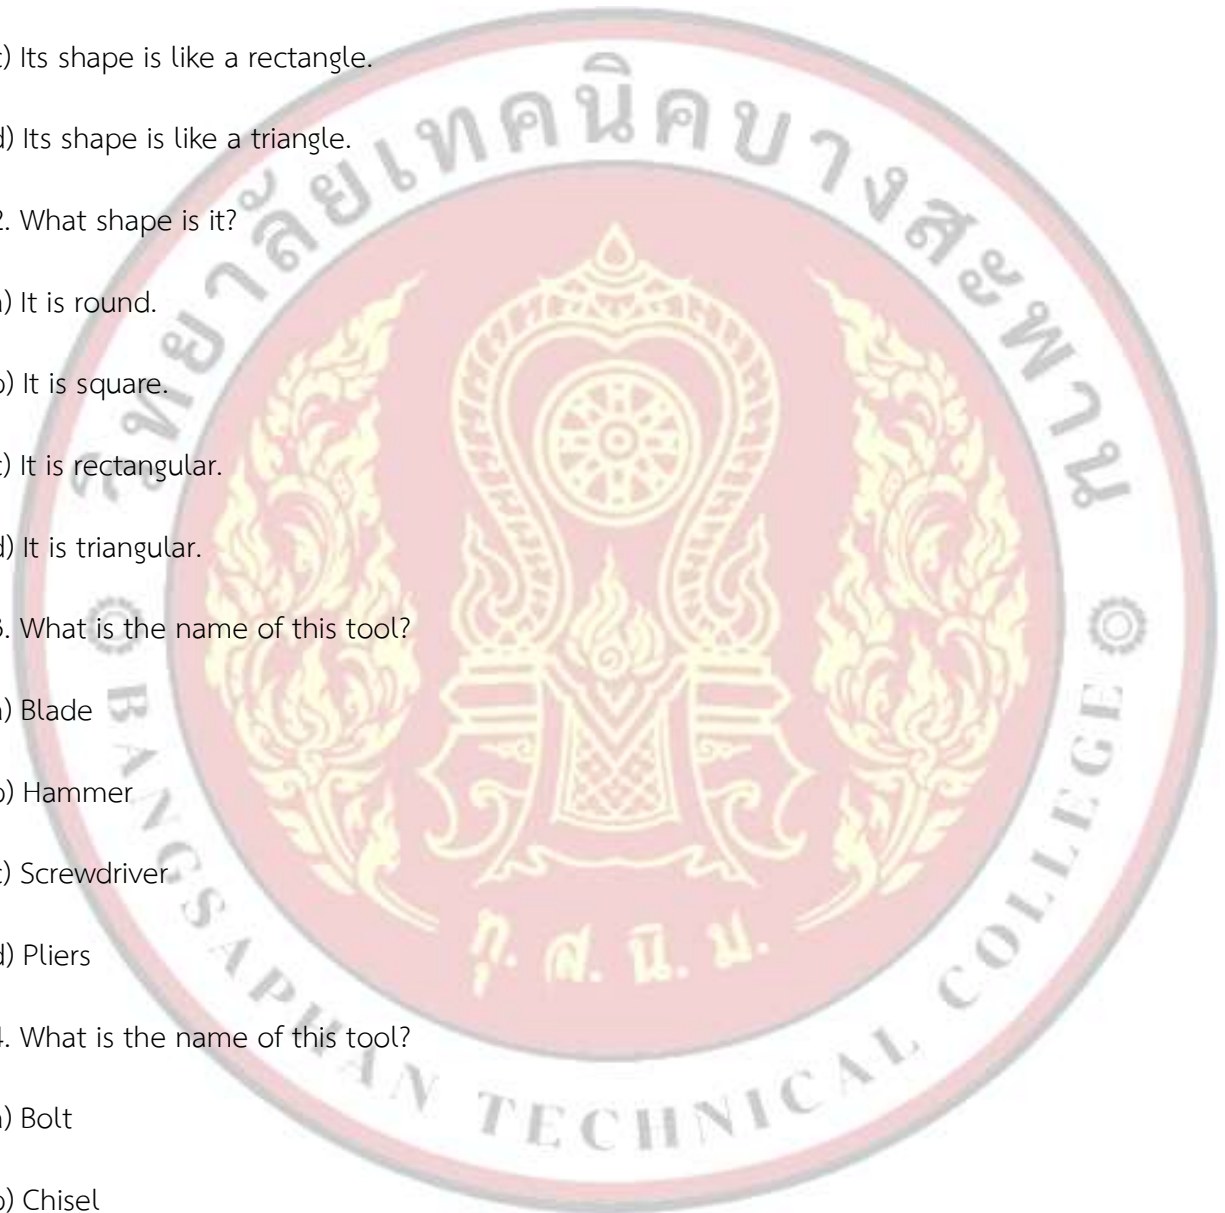 c) Its shape is like a rectangle.
d) Its shape is like a triangle.
2. What shape is it?
a) It is round.
b) It is square.
c) It is rectangular.
d) It is triangular.
3. What is the name of this tool?
a) Blade
b) Hammer
c) Screwdriver
d) Pliers
4. What is the name of this tool?
a) Bolt
b) Chisel
วิทยาลัยเทคนิคบางสะพาน
ทุ. ส. นิ. ม.
BANGSAPHAN TECHNICAL COLLEGE